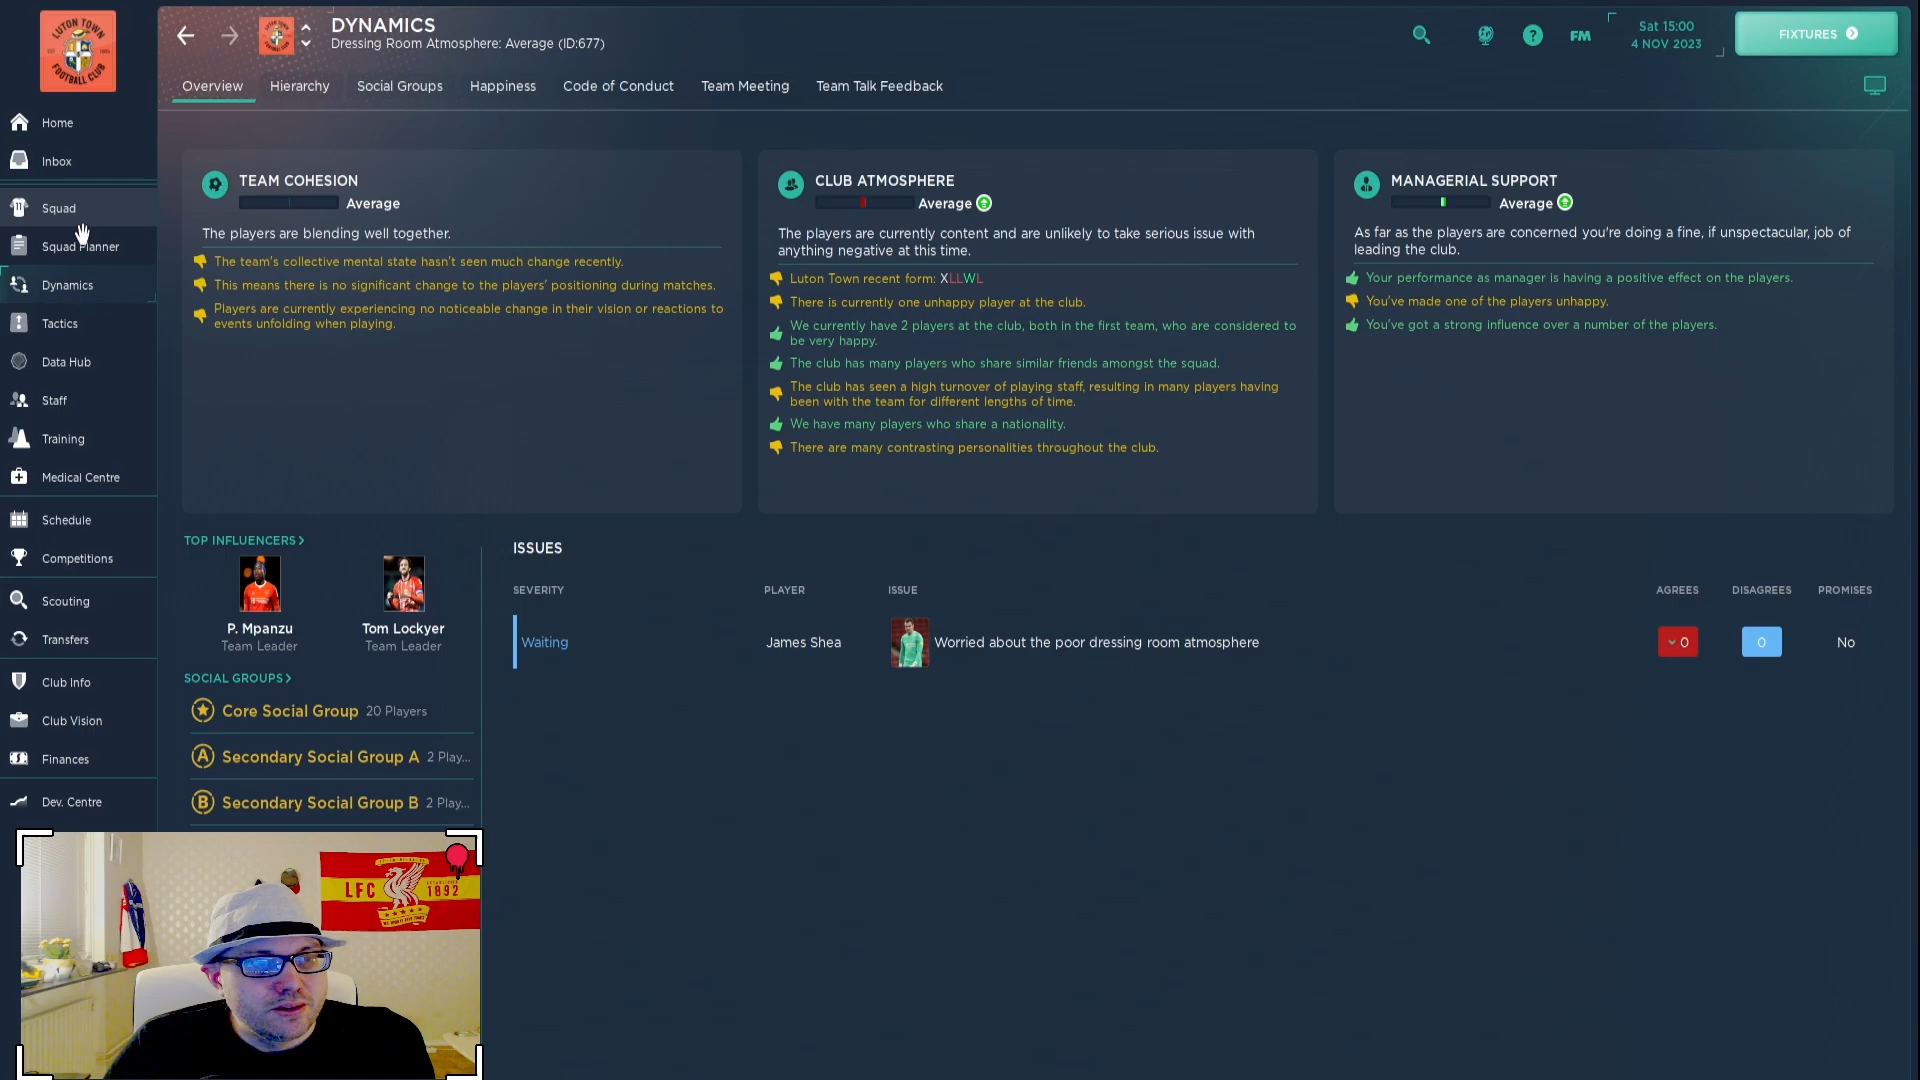 LUTON TOWN
FOOTBALL CLUB
DYNAMICS
Dressing Room Atmosphere: Average (ID:677)
FM
Sat 15:00
4 NOV 2023
FIXTURES
Overview
Hierarchy
Social Groups
Happiness
Code of Conduct
Team Meeting
Team Talk Feedback
Home
Inbox
Squad
Squad Planner
Dynamics
Tactics
Data Hub
Staff
Training
Medical Centre
Schedule
Competitions
Scouting
Transfers
Club Info
Club Vision
Finances
Dev. Centre
TEAM COHESION
Average
The players are blending well together.
The team's collective mental state hasn't seen much change recently.
This means there is no significant change to the players' positioning during matches.
Players are currently experiencing no noticeable change in their vision or reactions to
events unfolding when playing.
CLUB ATMOSPHERE
Average
The players are currently content and are unlikely to take serious issue with
anything negative at this time.
Luton Town recent form: XLLWL
There is currently one unhappy player at the club.
We currently have 2 players at the club, both in the first team, who are considered to
be very happy.
The club has many players who share similar friends amongst the squad.
The club has seen a high turnover of playing staff, resulting in many players having
been with the team for different lengths of time.
We have many players who share a nationality.
There are many contrasting personalities throughout the club.
MANAGERIAL SUPPORT
Average
As far as the players are concerned you're doing a fine, if unspectacular, job of
leading the club.
Your performance as manager is having a positive effect on the players.
You've made one of the players unhappy.
You've got a strong influence over a number of the players.
TOP INFLUENCERS >
P. Mpanzu
Team Leader
Tom Lockyer
Team Leader
SOCIAL GROUPS >
Core Social Group 20 Players
A Secondary Social Group A 2 Play...
B Secondary Social Group B 2 Play...
ISSUES
SEVERITY PLAYER ISSUE AGREES DISAGREES PROMISES
Waiting James Shea Worried about the poor dressing room atmosphere 0 0 No
LFC 1892